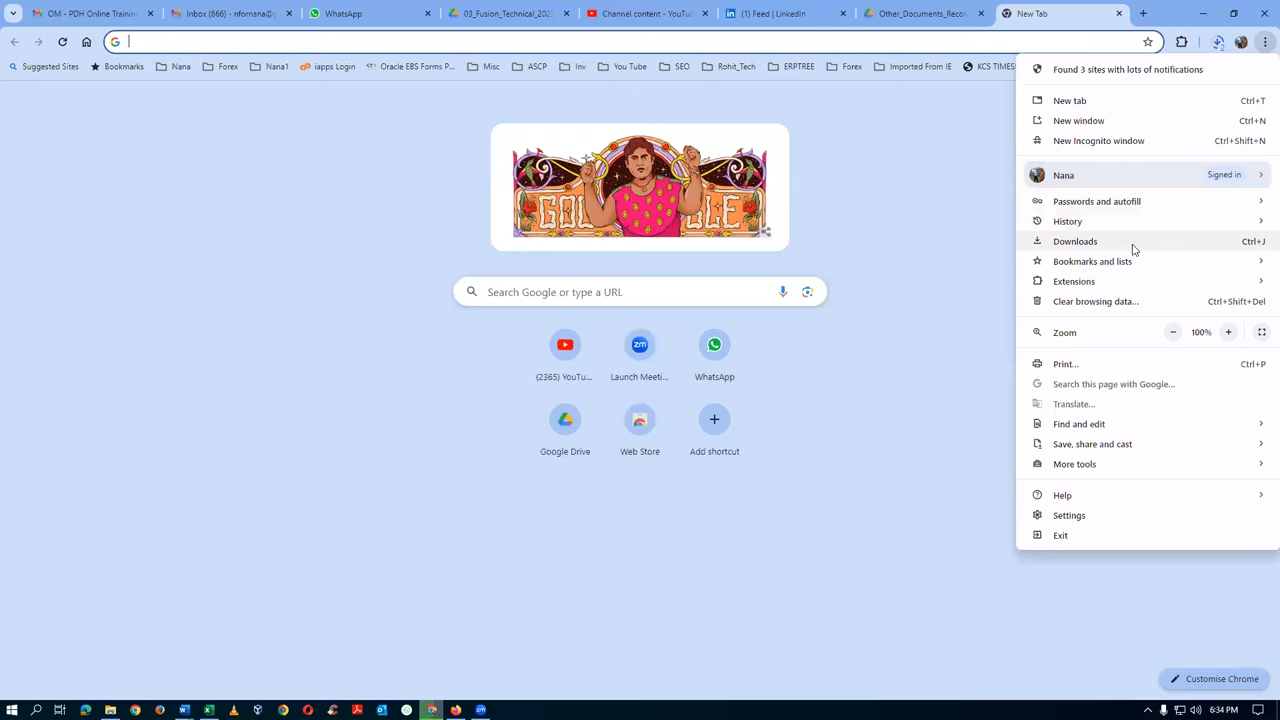 OM - PDH Online Training
Inbox (666) - nfornana@g
WhatsApp
03_Fusion_Technical_202
Channel content - YouTu
(1) Feed | LinkedIn
Other_Documents_Reco
New Tab
Suggested Sites
Bookmarks
Nana
Forex
Nana1
iapps Login
Oracle EBS Forms P...
Misc
ASCP
Inv
You Tube
SEO
Rohit_Tech
ERPTREE
Forex
Imported From IE
KCS TIMES
Found 3 sites with lots of notifications
New tab Ctrl+T
New window Ctrl+N
New Incognito window Ctrl+Shift+N
Nana Signed in
Passwords and autofill
History
Downloads Ctrl+J
Bookmarks and lists
Extensions
Clear browsing data... Ctrl+Shift+Del
Zoom 100%
Print... Ctrl+P
Search this page with Google...
Translate...
Find and edit
Save, share and cast
More tools
Help
Settings
Exit
GOOGLE
Search Google or type a URL
(2365) YouTu...
Launch Meeti...
WhatsApp
Google Drive
Web Store
Add shortcut
Customise Chrome
6:34 PM